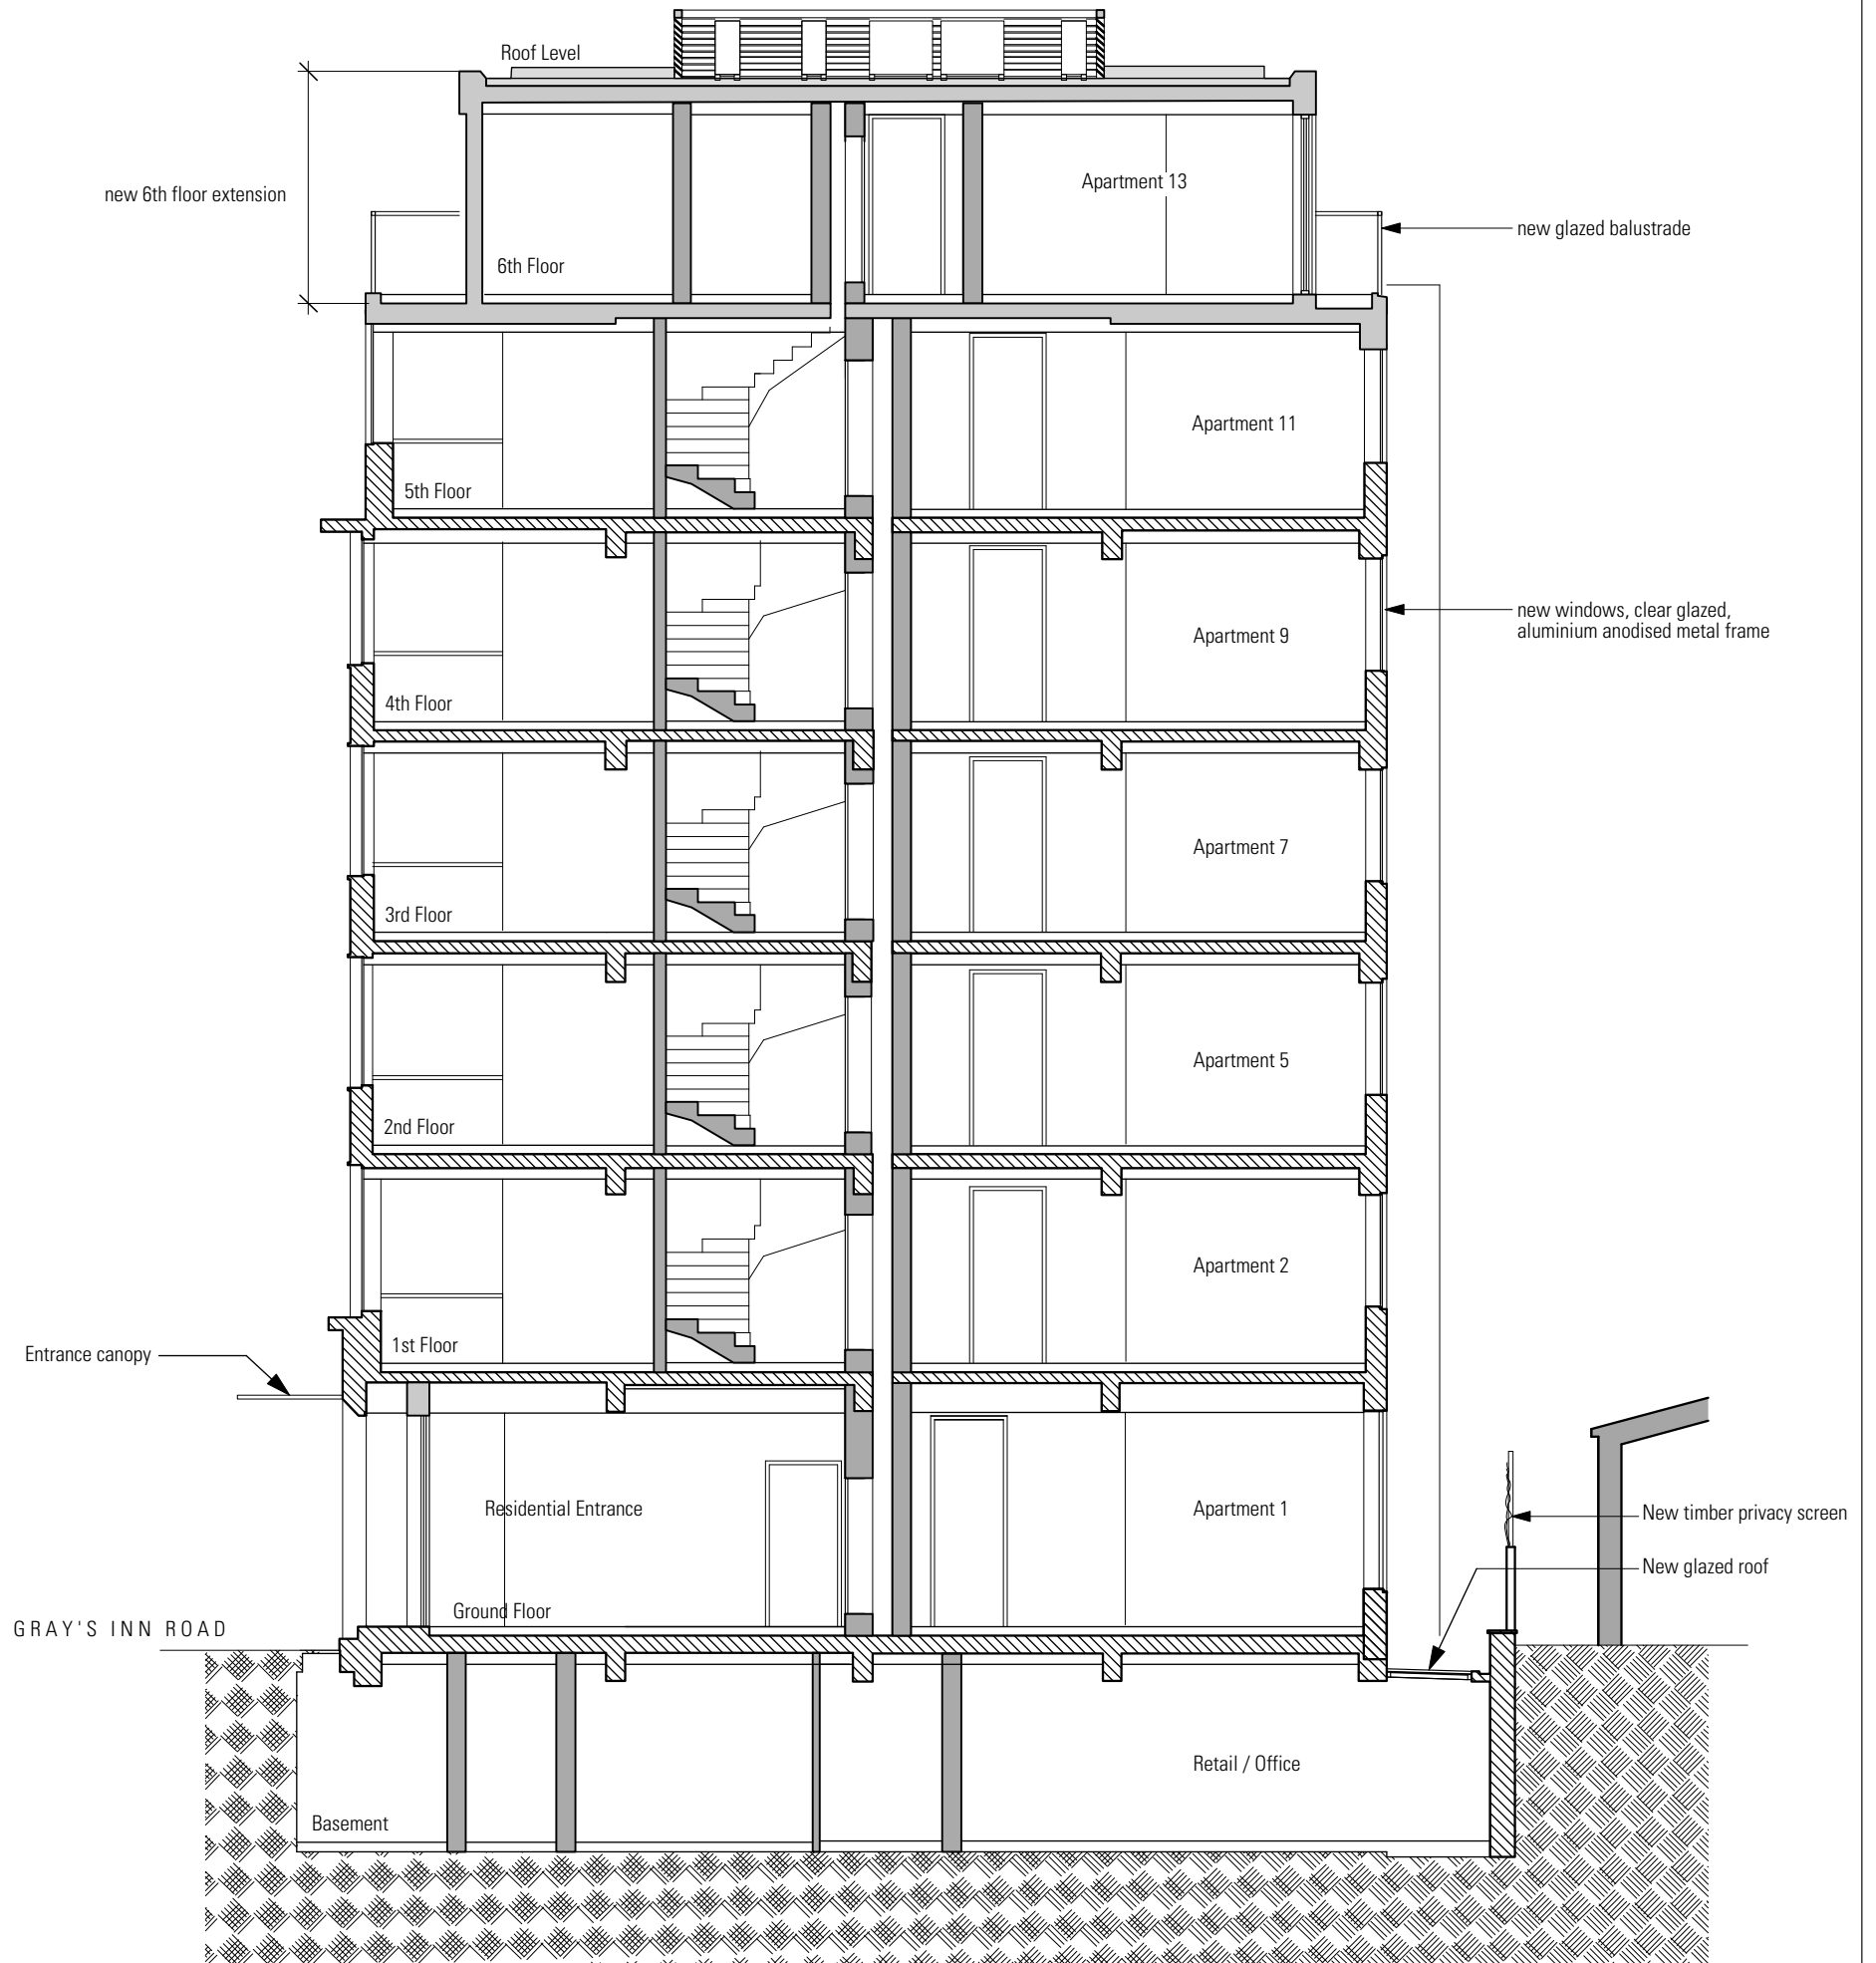 Roof Level
new 6th floor extension
Apartment 13
new glazed balustrade
6th Floor
Apartment 11
5th Floor
new windows, clear glazed,
aluminium anodised metal frame
Apartment 9
4th Floor
Apartment 7
3rd Floor
Apartment 5
2nd Floor
Apartment 2
1st Floor
Entrance canopy
Residential Entrance
Apartment 1
New timber privacy screen
New glazed roof
Ground Floor
GRAY'S INN ROAD
Retail / Office
Basement